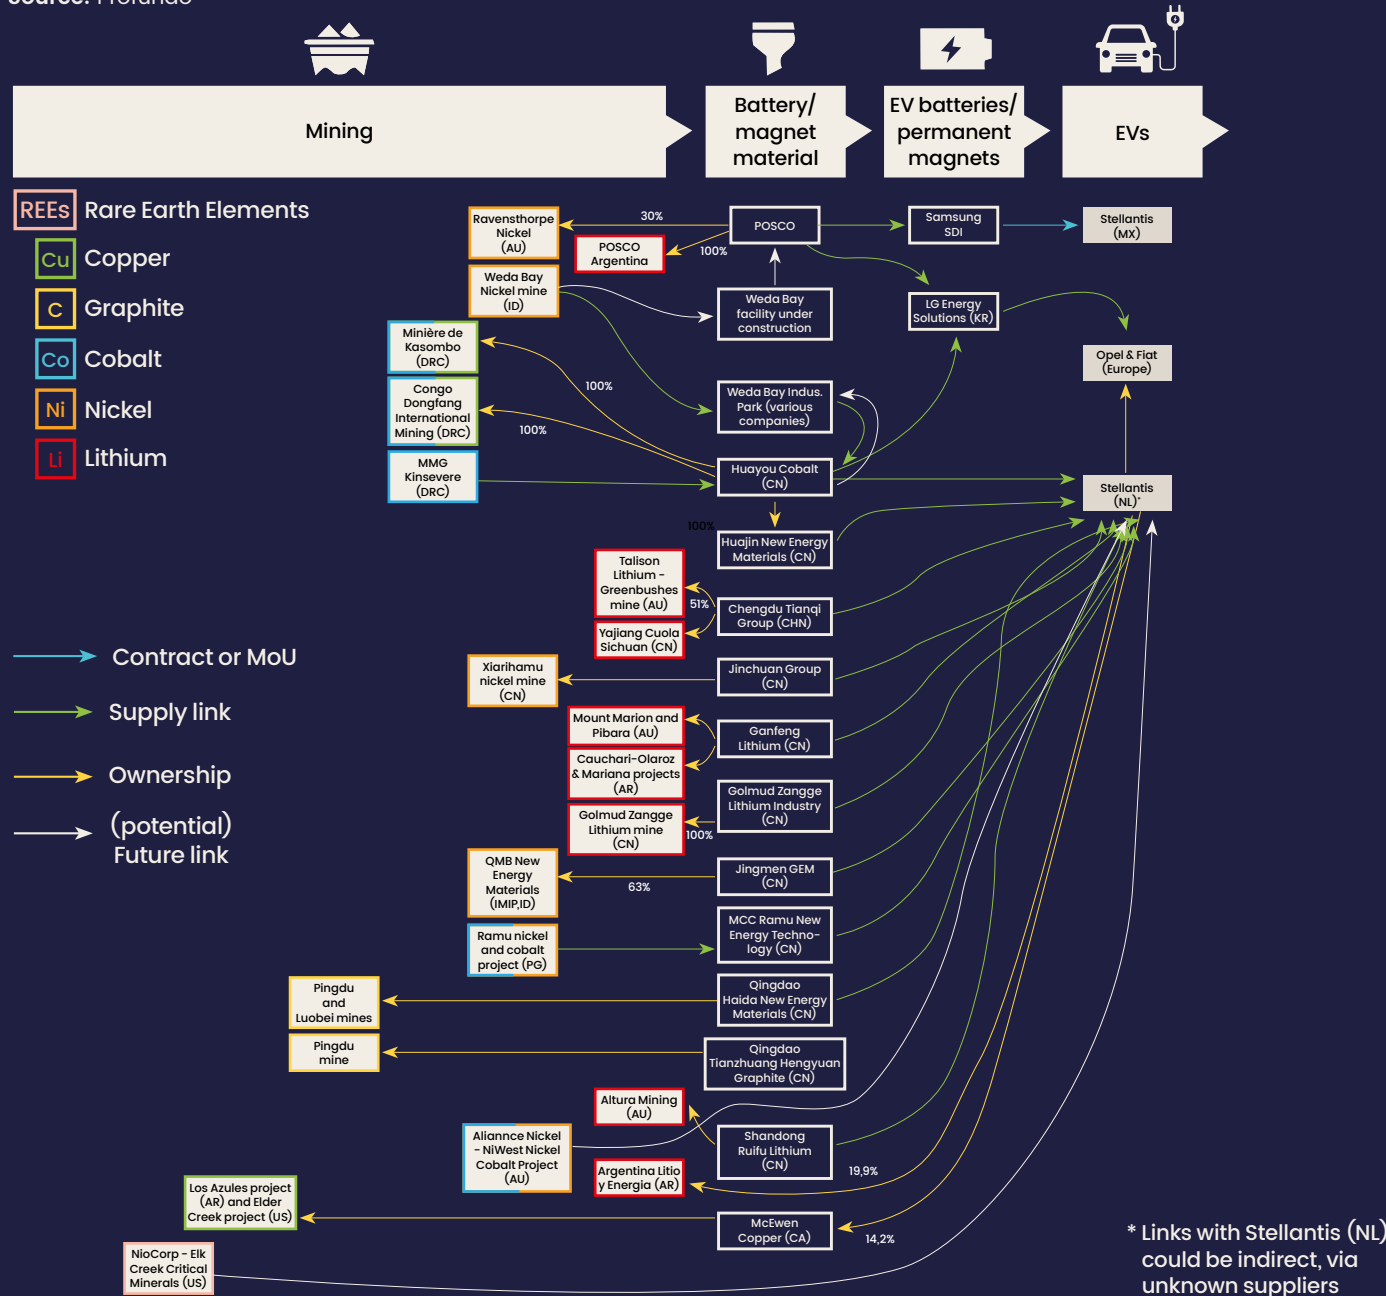 Source: Profundo
Mining
Battery/
magnet
material
EV batteries/
permanent
magnets
EVs
REEs Rare Earth Elements
Cu Copper
C Graphite
Co Cobalt
Ni Nickel
Li Lithium
Contract or MoU
Supply link
Ownership
(potential)
Future link
Ravensthorpe
Nickel
(AU)
30%
POSCO
Samsung
SDI
Stellantis
(MX)
POSCO
Argentina
100%
Weda Bay
Nickel mine
(ID)
Weda Bay
facility under
construction
LG Energy
Solutions (KR)
Minière de
Kasombo
(DRC)
Opel & Fiat
(Europe)
100%
Congo
Dongfang
International
Mining (DRC)
100%
Weda Bay Indus.
Park (various
companies)
MMG
Kinsevere
(DRC)
Huayou Cobalt
(CN)
Stellantis
(NL)*
100%
Huajin New Energy
Materials (CN)
Talison
Lithium -
Greenbushes
mine (AU)
51%
Chengdu Tianqi
Group (CHN)
Yajiang Cuola
Sichuan (CN)
Xiarihamu
nickel mine
(CN)
Jinchuan Group
(CN)
Mount Marion and
Pibara (AU)
Ganfeng
Lithium (CN)
Cauchari-Olaroz
& Mariana projects
(AR)
Golmud Zangge
Lithium Industry
(CN)
Golmud Zangge
Lithium mine
(CN)
100%
QMB New
Energy
Materials
(IMIP,ID)
63%
Jingmen GEM
(CN)
Ramu nickel
and cobalt
project (PG)
MCC Ramu New
Energy Techno-
logy (CN)
Pingdu
and
Luobei mines
Qingdao
Haida New Energy
Materials (CN)
Pingdu
mine
Qingdao
Tianzhuang Hengyuan
Graphite (CN)
Altura Mining
(AU)
Aliannce Nickel
- NiWest Nickel
Cobalt Project
(AU)
Shandong
Ruifu Lithium
(CN)
Argentina Litio
y Energia (AR)
19,9%
Los Azules project
(AR) and Elder
Creek project (US)
McEwen
Copper (CA)
14,2%
NioCorp - Elk
Creek Critical
Minerals (US)
* Links with Stellantis (NL)
could be indirect, via
unknown suppliers